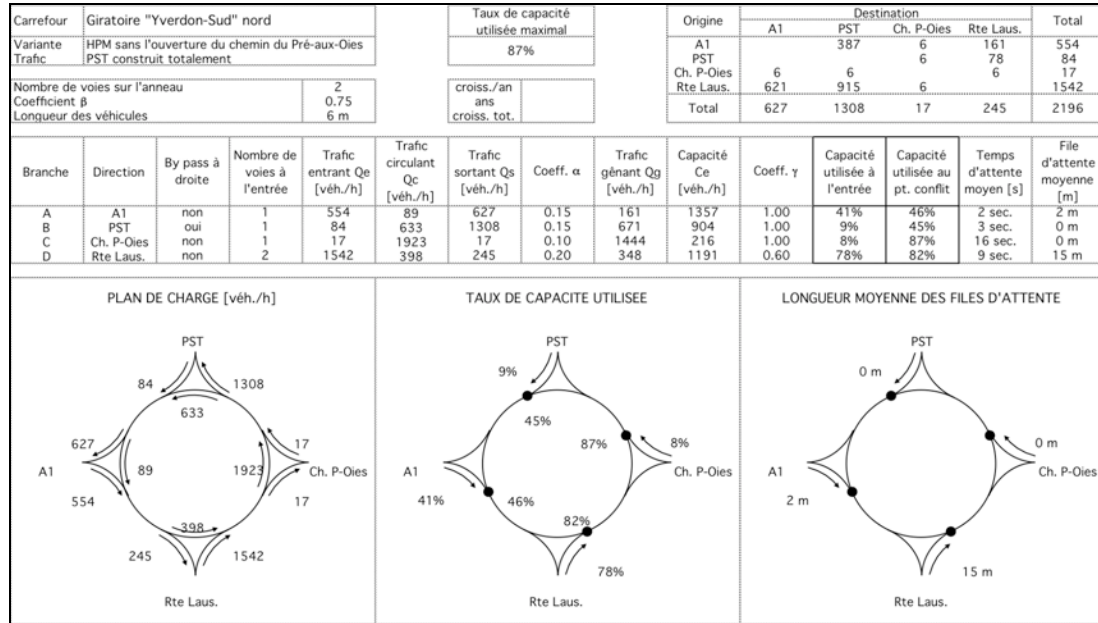 Carrefour Giratoire "Yverdon-Sud" nord
Variante HPM sans l'ouverture du chemin du Pré-aux-Oies
Trafic PST construit totalement
Nombre de voies sur l'anneau 2
Coefficient β 0.75
Longueur des véhicules 6 m
Taux de capacité
utilisée maximal
87%
croiss./an
ans
croiss. tot.
Origine Destination Total
A1 PST Ch. P-Oies Rte Laus.
A1 387 6 161 554
PST 6 78 84
Ch. P-Oies 6 6 6 17
Rte Laus. 621 915 6 1542
Total 627 1308 17 245 2196
Branche Direction By pass à droite Nombre de voies à l'entrée Trafic entrant Qe [véh./h] Trafic circulant Qc [véh./h] Trafic sortant Qs [véh./h] Coeff. α Trafic gênant Qg [véh./h] Capacité Ce [véh./h] Coeff. γ Capacité utilisée à l'entrée Capacité utilisée au pt. conflit Temps d'attente moyen [s] File d'attente moyenne [m]
A A1 non 1 554 89 627 0.15 161 1357 1.00 41% 46% 2 sec. 2 m
B PST oui 1 84 633 1308 0.15 671 904 1.00 9% 45% 3 sec. 0 m
C Ch. P-Oies non 1 17 1923 17 0.10 1444 216 1.00 8% 87% 16 sec. 0 m
D Rte Laus. non 2 1542 398 245 0.20 348 1191 0.60 78% 82% 9 sec. 15 m
PLAN DE CHARGE [véh./h]
PST
84 1308
633
627 17
A1 89 1923 Ch. P-Oies
554 17
398
245 1542
Rte Laus.
TAUX DE CAPACITE UTILISEE
PST
9%
45%
87% 8%
A1 Ch. P-Oies
41% 46%
82%
78%
Rte Laus.
LONGUEUR MOYENNE DES FILES D'ATTENTE
PST
0 m
0 m
A1 Ch. P-Oies
2 m
15 m
Rte Laus.